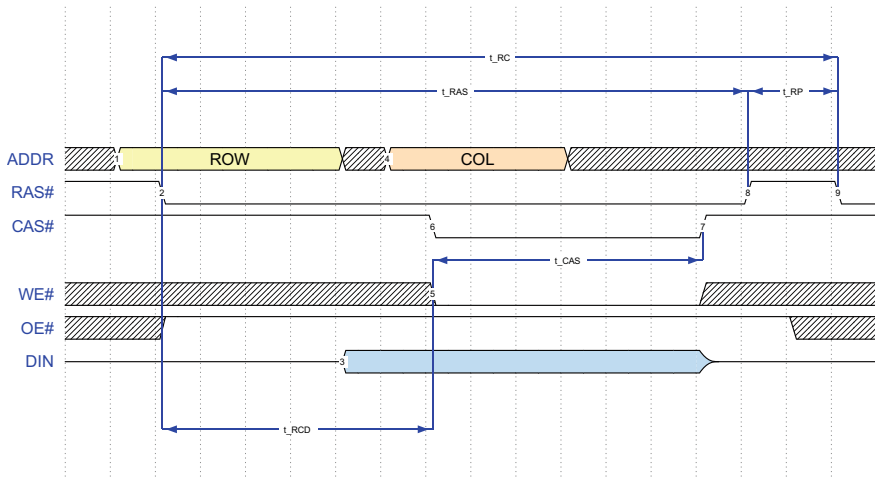 t_RC
t_RAS t_RP
ADDR 1 ROW 4 COL
RAS# 2 8 9
CAS# 6 7
t_CAS
WE# 5
OE#
DIN 3
t_RCD